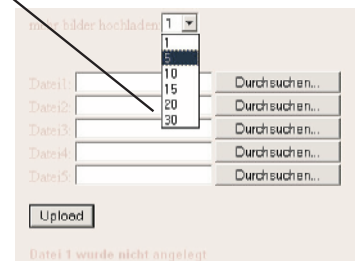 mehr bilder hochladen: 1
1
5
10
15
20
30
Datei1: Durchsuchen...
Datei2: Durchsuchen...
Datei3: Durchsuchen...
Datei4: Durchsuchen...
Datei5: Durchsuchen...
Upload
Datei 1 wurde nicht angelegt